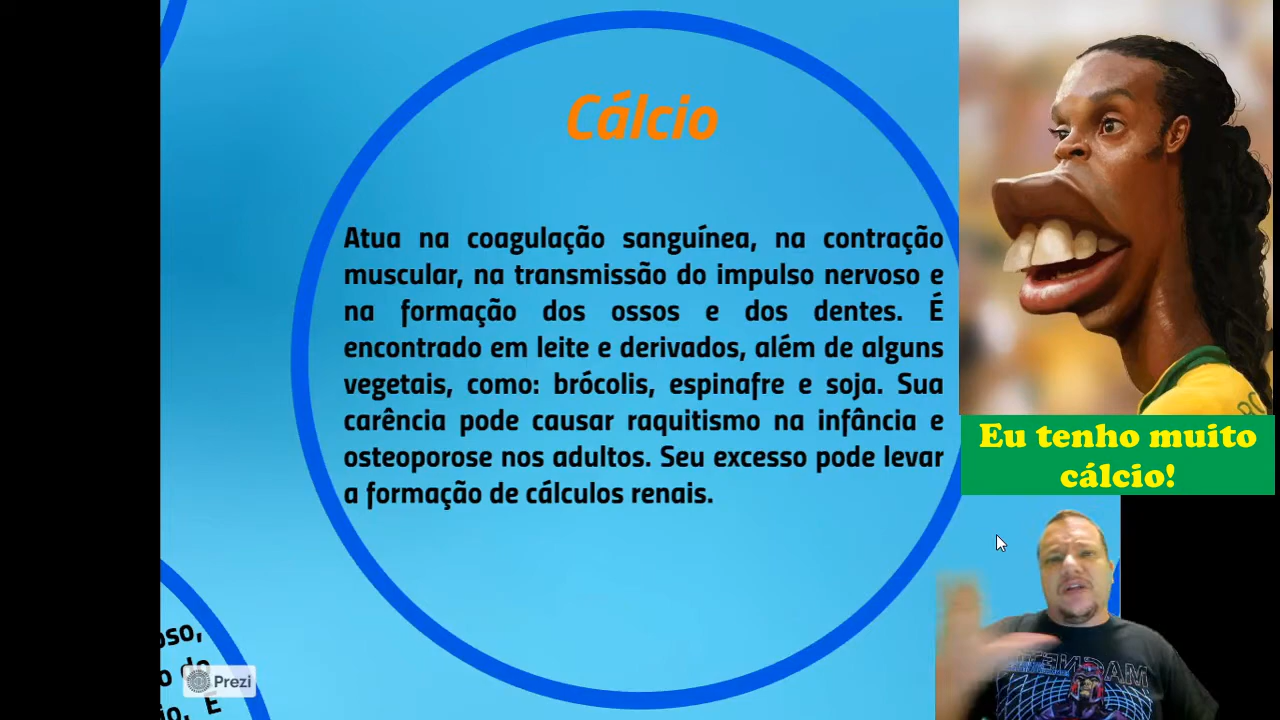 Cálcio
Atua na coagulação sanguínea, na contração
muscular, na transmissão do impulso nervoso e
na formação dos ossos e dos dentes. É
encontrado em leite e derivados, além de alguns
vegetais, como: brócolis, espinafre e soja. Sua
carência pode causar raquitismo na infância e
osteoporose nos adultos. Seu excesso pode levar
a formação de cálculos renais.
Eu tenho muito
cálcio!
MAGNETO
Prezi